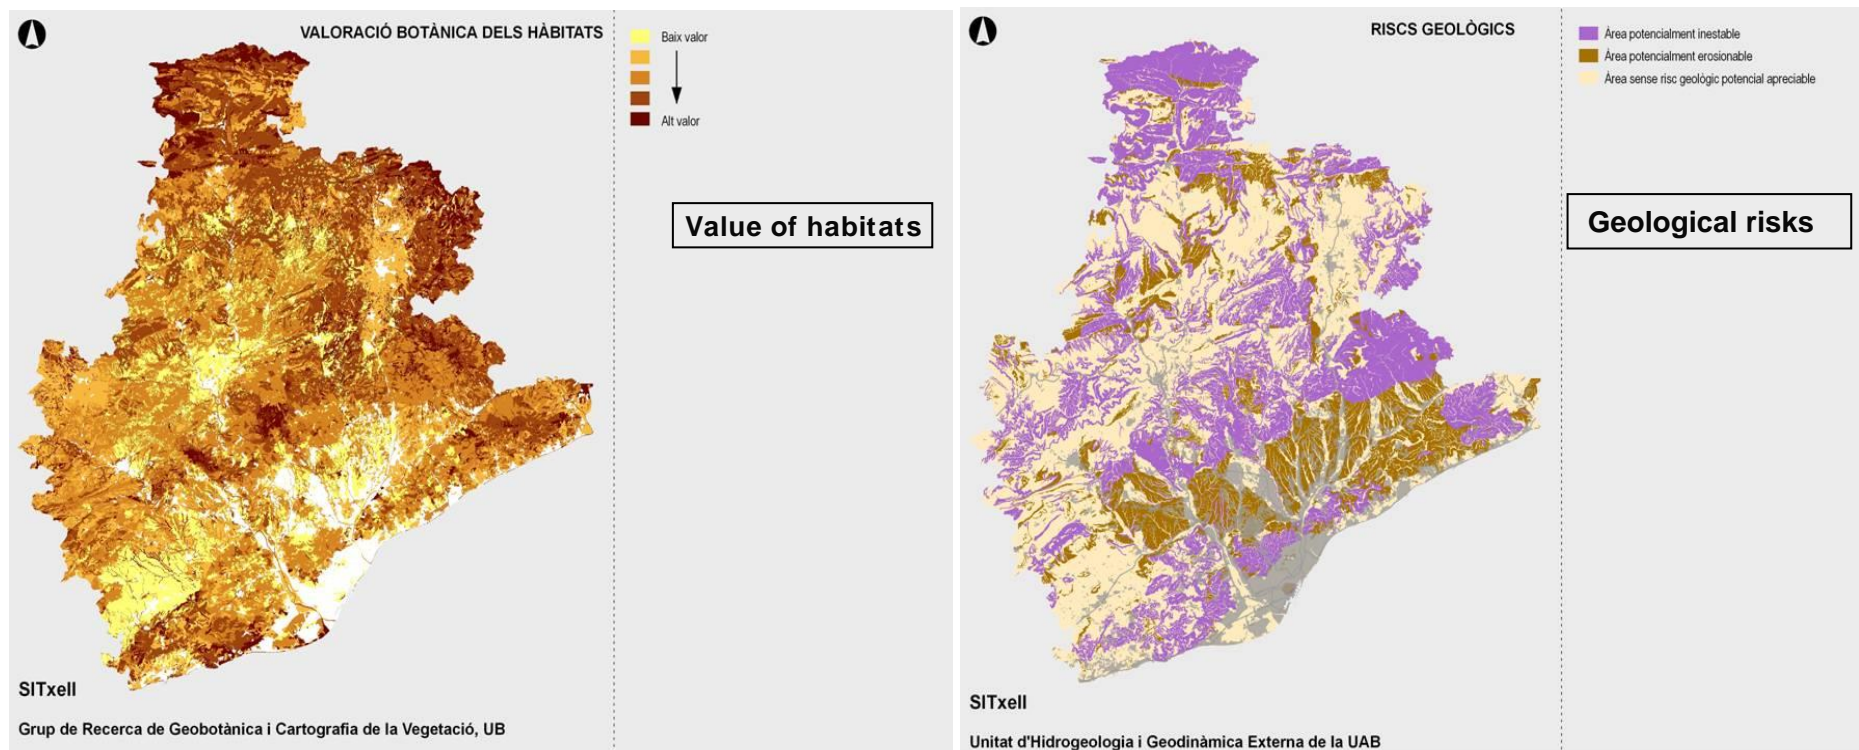 VALORACIÓ BOTÀNICA DELS HÀBITATS
Baix valor
Alt valor
Value of habitats
SITxell
Grup de Recerca de Geobotànica i Cartografia de la Vegetació, UB
RISCS GEOLÒGICS
Àrea potencialment inestable
Àrea potencialment erosionable
Àrea sense risc geològic potencial apreciable
Geological risks
SITxell
Unitat d'Hidrogeologia i Geodinàmica Externa de la UAB